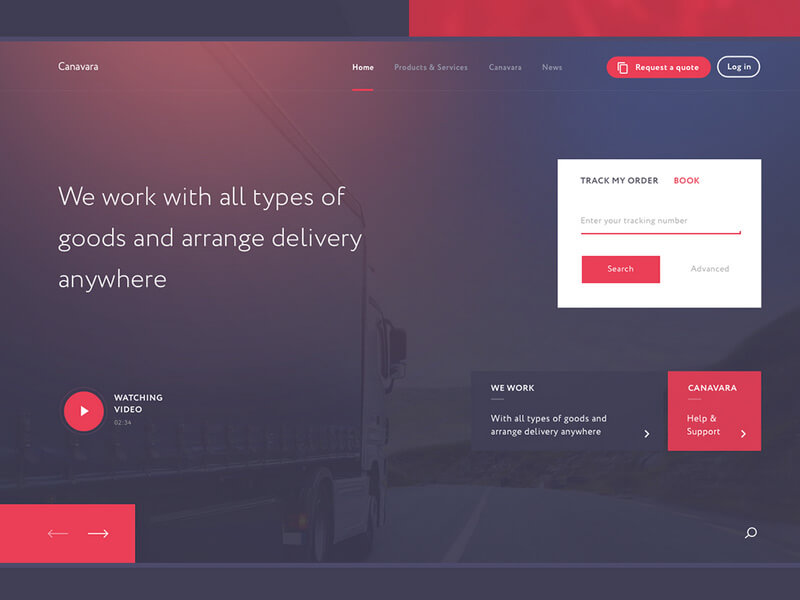 Canavara
Home
Products & Services
Canavara
News
Request a quote
Log in
We work with all types of
goods and arrange delivery
anywhere
TRACK MY ORDER
BOOK
Enter your tracking number
Search
Advanced
WATCHING
VIDEO
02:34
WE WORK
With all types of goods and
arrange delivery anywhere
CANAVARA
Help &
Support